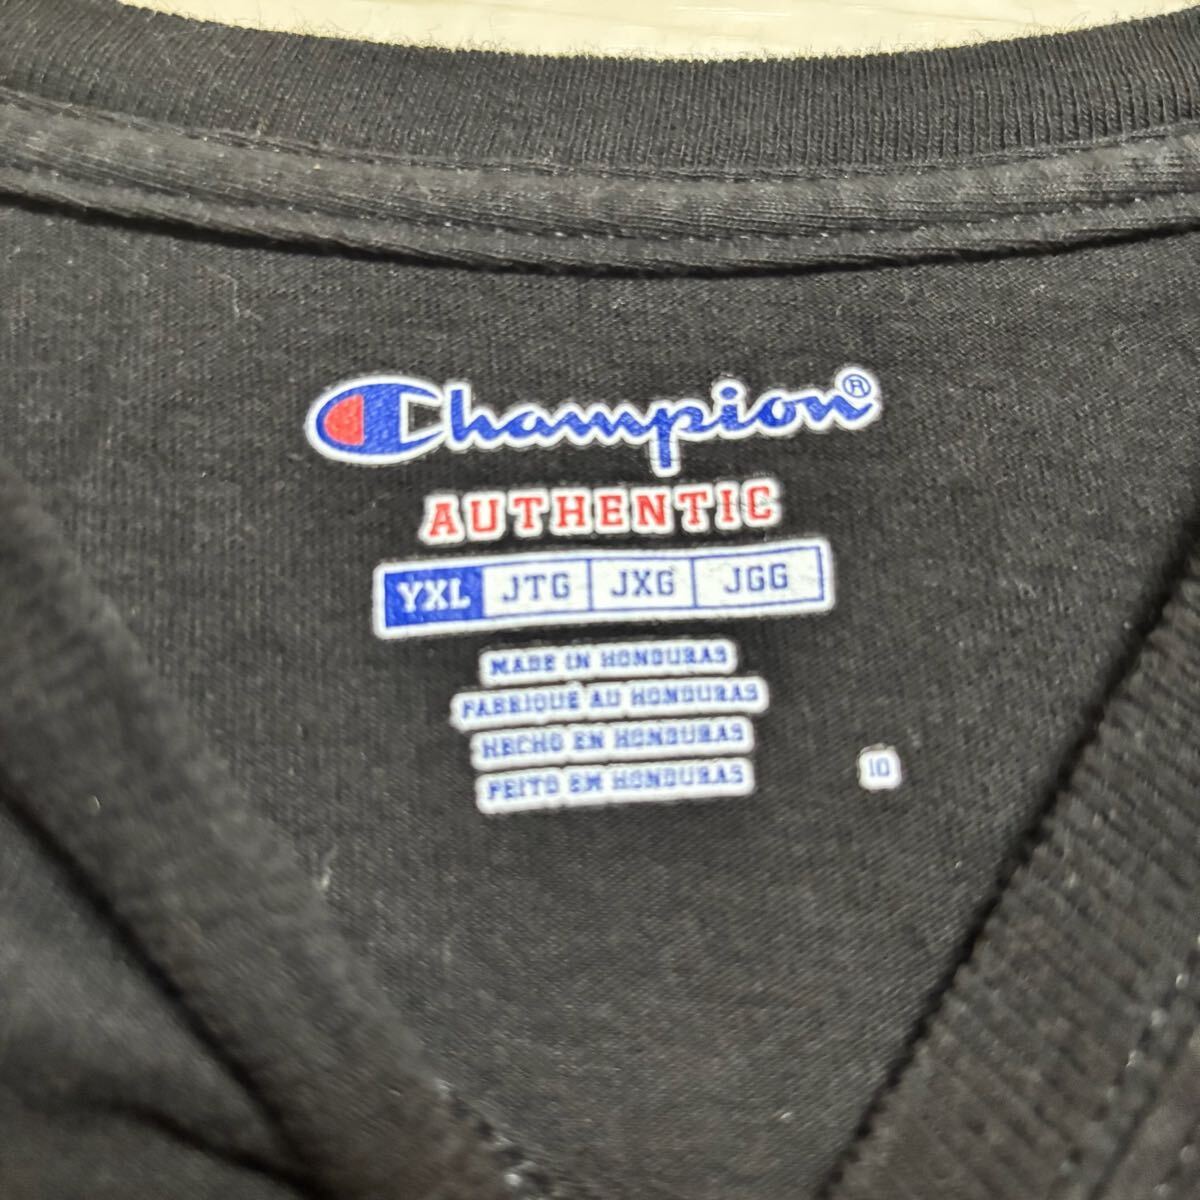 Champion®
AUTHENTIC
YXL JTG JXG JGG
MADE IN HONDURAS
FABRIQUÉ AU HONDURAS
HECHO EN HONDURAS
FEITO EM HONDURAS
10